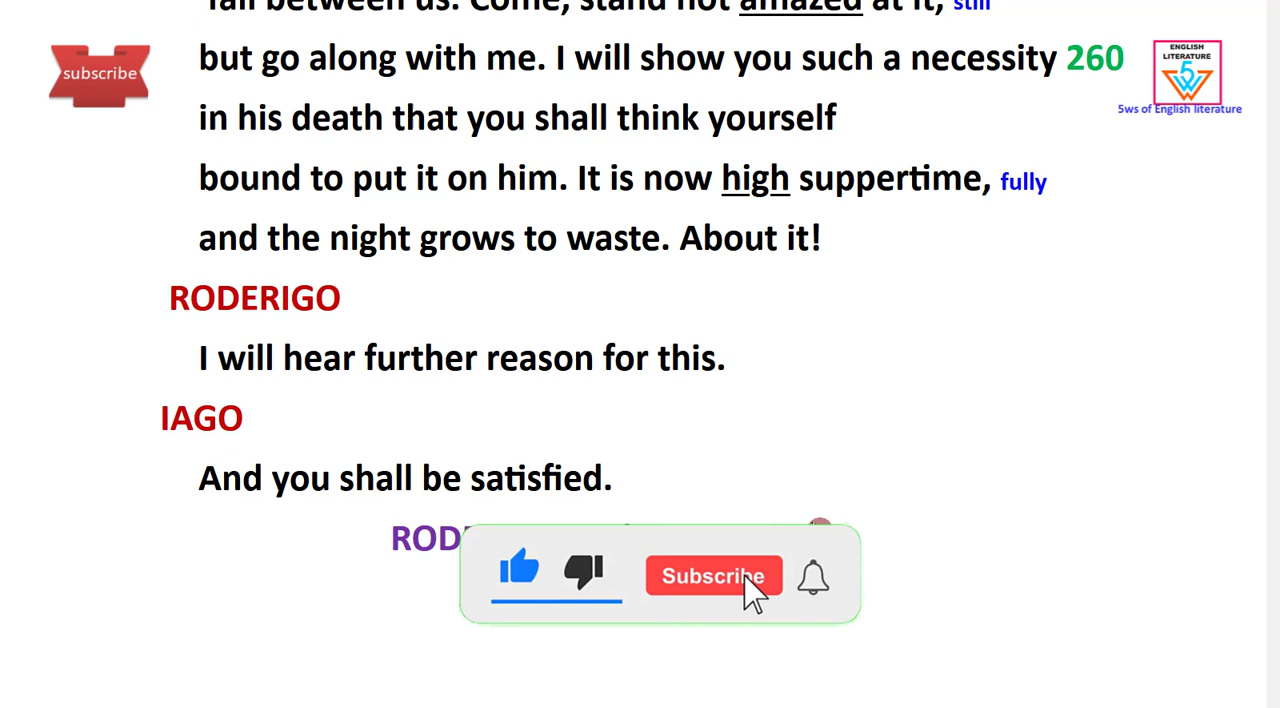 fall between us. Come, stand not amazed at it, still
but go along with me. I will show you such a necessity 260
in his death that you shall think yourself
bound to put it on him. It is now high suppertime, fully
and the night grows to waste. About it!
RODERIGO
I will hear further reason for this.
IAGO
And you shall be satisfied.
Subscribe
subscribe
ENGLISH
LITERATURE
5
W
5ws of English literature